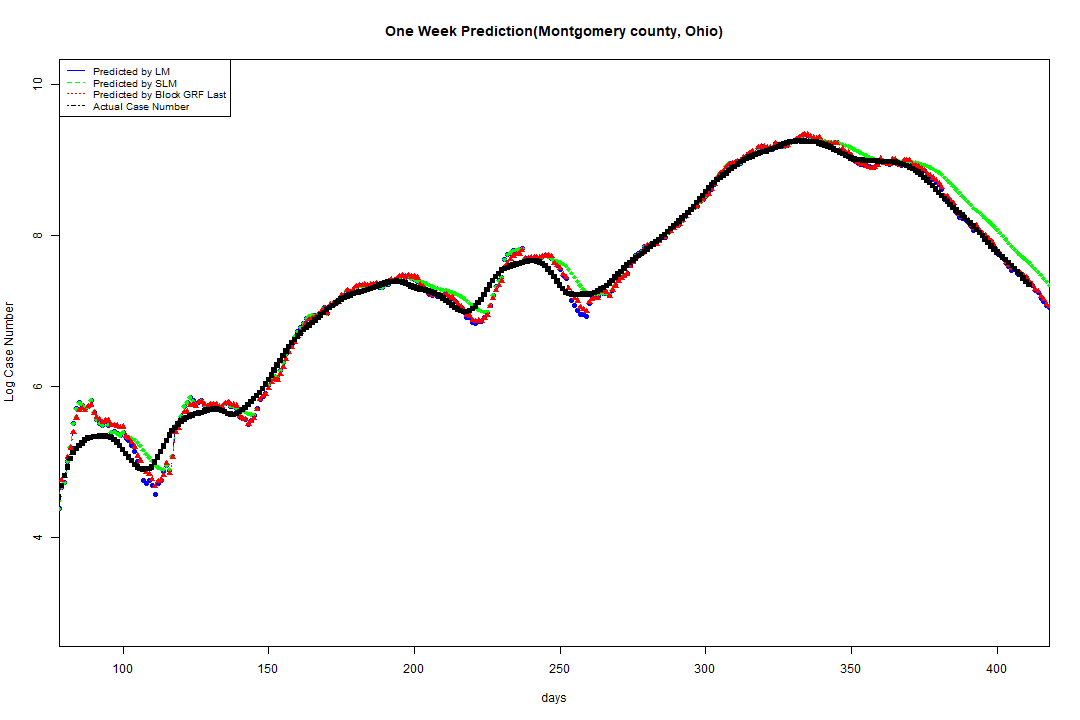 One Week Prediction(Montgomery county, Ohio)
Predicted by LM
Predicted by SLM
Predicted by Block GRF Last
Actual Case Number
10
8
6
4
Log Case Number
100 150 200 250 300 350 400
days